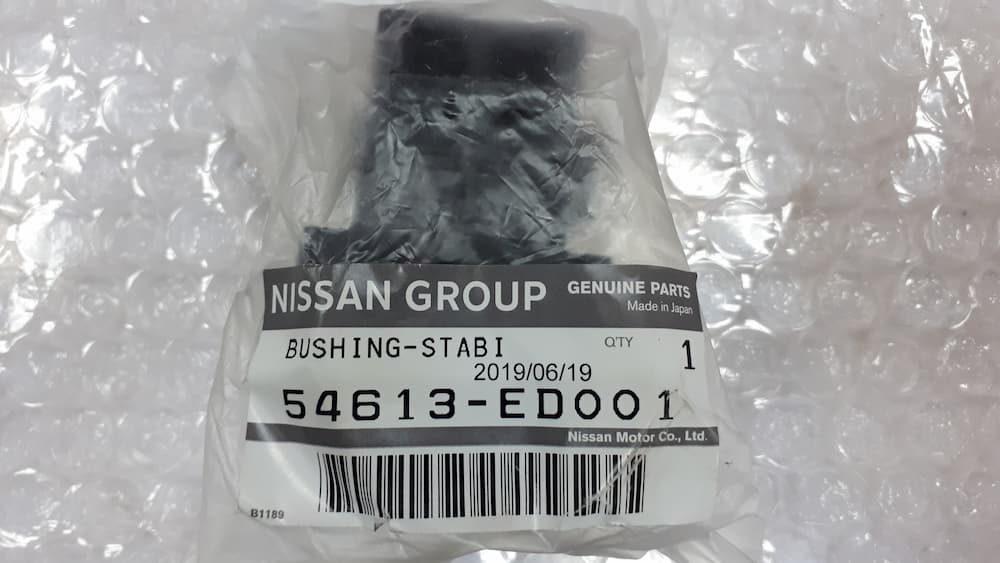 NISSAN GROUP GENUINE PARTS
Made in Japan
BUSHING-STABI Q'TY 1
2019/06/19
54613-ED001
Nissan Motor Co., Ltd.
B1189